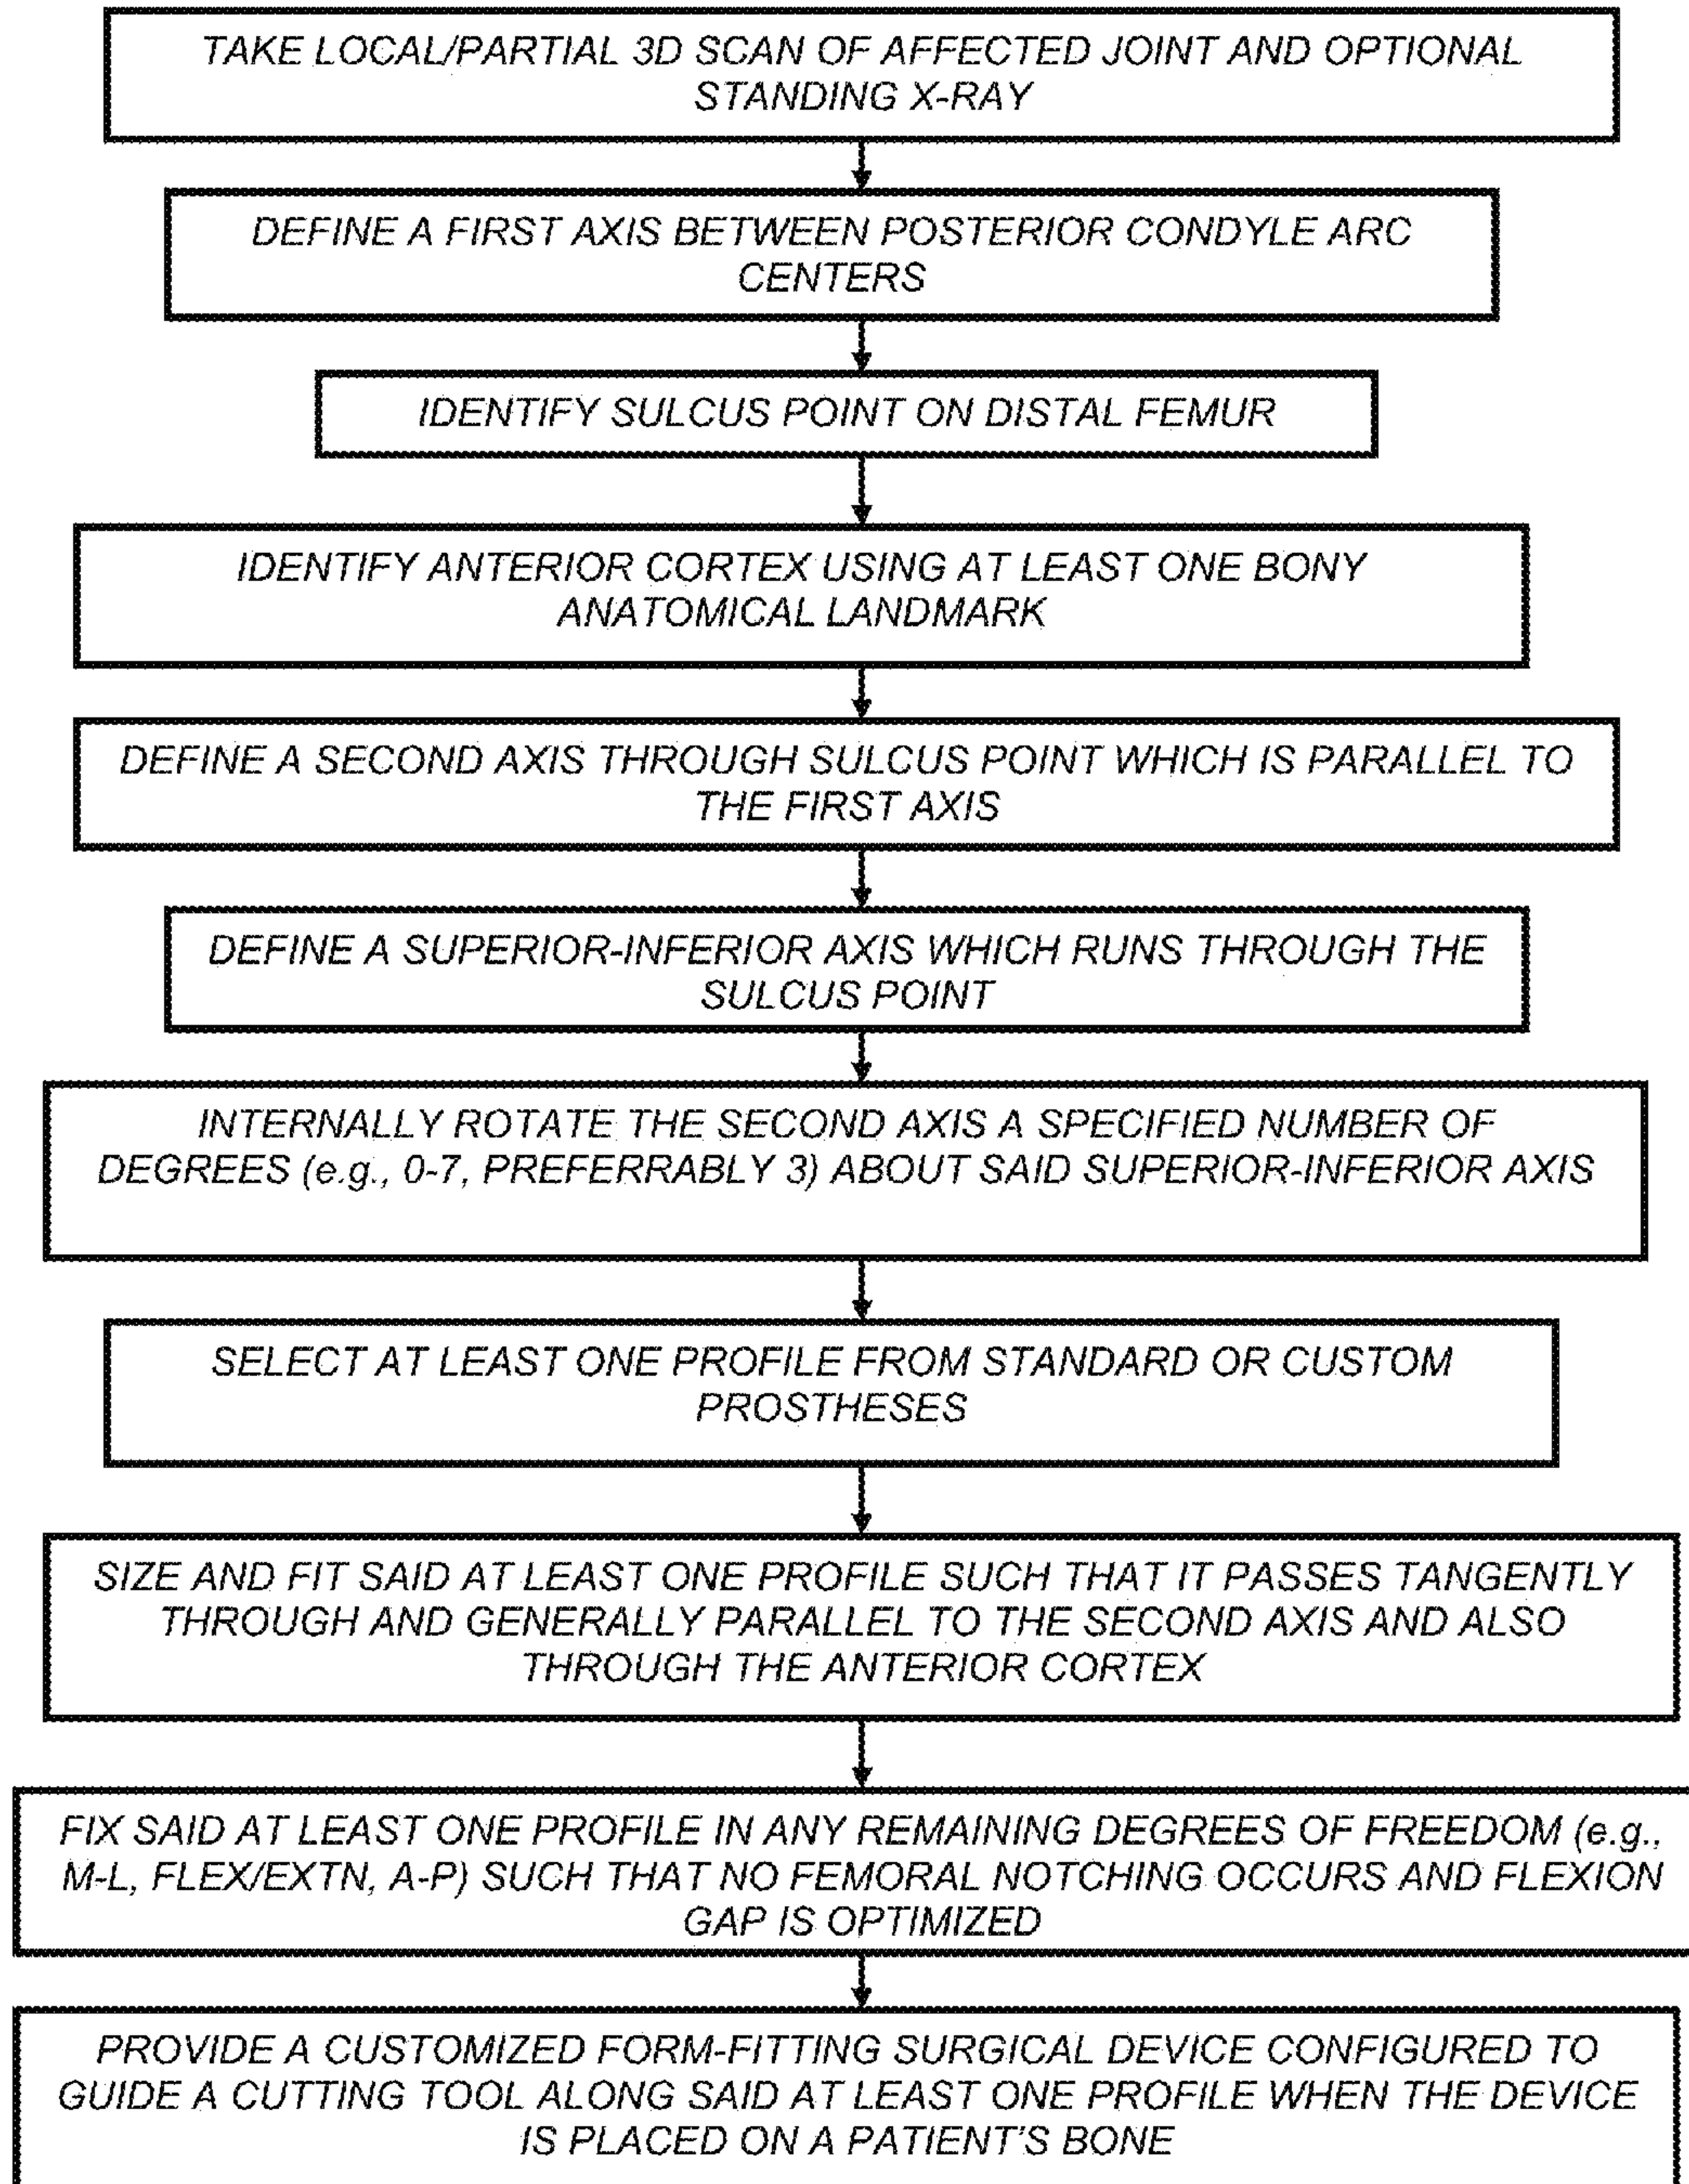 TAKE LOCAL/PARTIAL 3D SCAN OF AFFECTED JOINT AND OPTIONAL
STANDING X-RAY
DEFINE A FIRST AXIS BETWEEN POSTERIOR CONDYLE ARC
CENTERS
IDENTIFY SULCUS POINT ON DISTAL FEMUR
IDENTIFY ANTERIOR CORTEX USING AT LEAST ONE BONY
ANATOMICAL LANDMARK
DEFINE A SECOND AXIS THROUGH SULCUS POINT WHICH IS PARALLEL TO
THE FIRST AXIS
DEFINE A SUPERIOR-INFERIOR AXIS WHICH RUNS THROUGH THE
SULCUS POINT
INTERNALLY ROTATE THE SECOND AXIS A SPECIFIED NUMBER OF
DEGREES (e.g., 0-7, PREFERRABLY 3) ABOUT SAID SUPERIOR-INFERIOR AXIS
SELECT AT LEAST ONE PROFILE FROM STANDARD OR CUSTOM
PROSTHESES
SIZE AND FIT SAID AT LEAST ONE PROFILE SUCH THAT IT PASSES TANGENTLY
THROUGH AND GENERALLY PARALLEL TO THE SECOND AXIS AND ALSO
THROUGH THE ANTERIOR CORTEX
FIX SAID AT LEAST ONE PROFILE IN ANY REMAINING DEGREES OF FREEDOM (e.g.,
M-L, FLEX/EXTN, A-P) SUCH THAT NO FEMORAL NOTCHING OCCURS AND FLEXION
GAP IS OPTIMIZED
PROVIDE A CUSTOMIZED FORM-FITTING SURGICAL DEVICE CONFIGURED TO
GUIDE A CUTTING TOOL ALONG SAID AT LEAST ONE PROFILE WHEN THE DEVICE
IS PLACED ON A PATIENT'S BONE